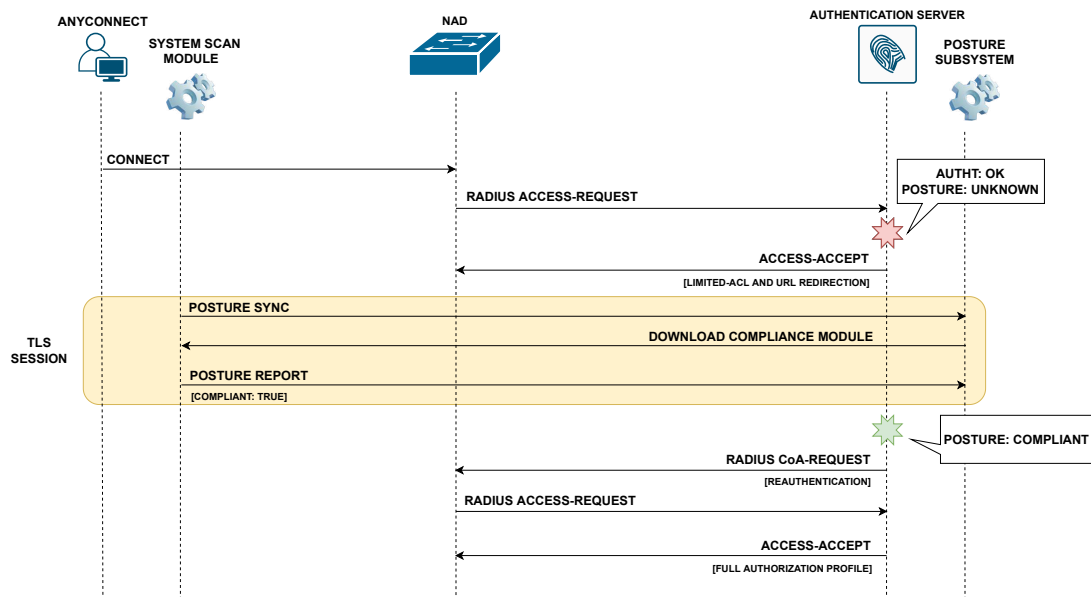 ANYCONNECT
SYSTEM SCAN
MODULE
NAD
AUTHENTICATION SERVER
POSTURE
SUBSYSTEM
CONNECT
AUTHT: OK
POSTURE: UNKNOWN
RADIUS ACCESS-REQUEST
ACCESS-ACCEPT
[LIMITED-ACL AND URL REDIRECTION]
TLS
SESSION
POSTURE SYNC
DOWNLOAD COMPLIANCE MODULE
POSTURE REPORT
[COMPLIANT: TRUE]
POSTURE: COMPLIANT
RADIUS CoA-REQUEST
[REAUTHENTICATION]
RADIUS ACCESS-REQUEST
ACCESS-ACCEPT
[FULL AUTHORIZATION PROFILE]